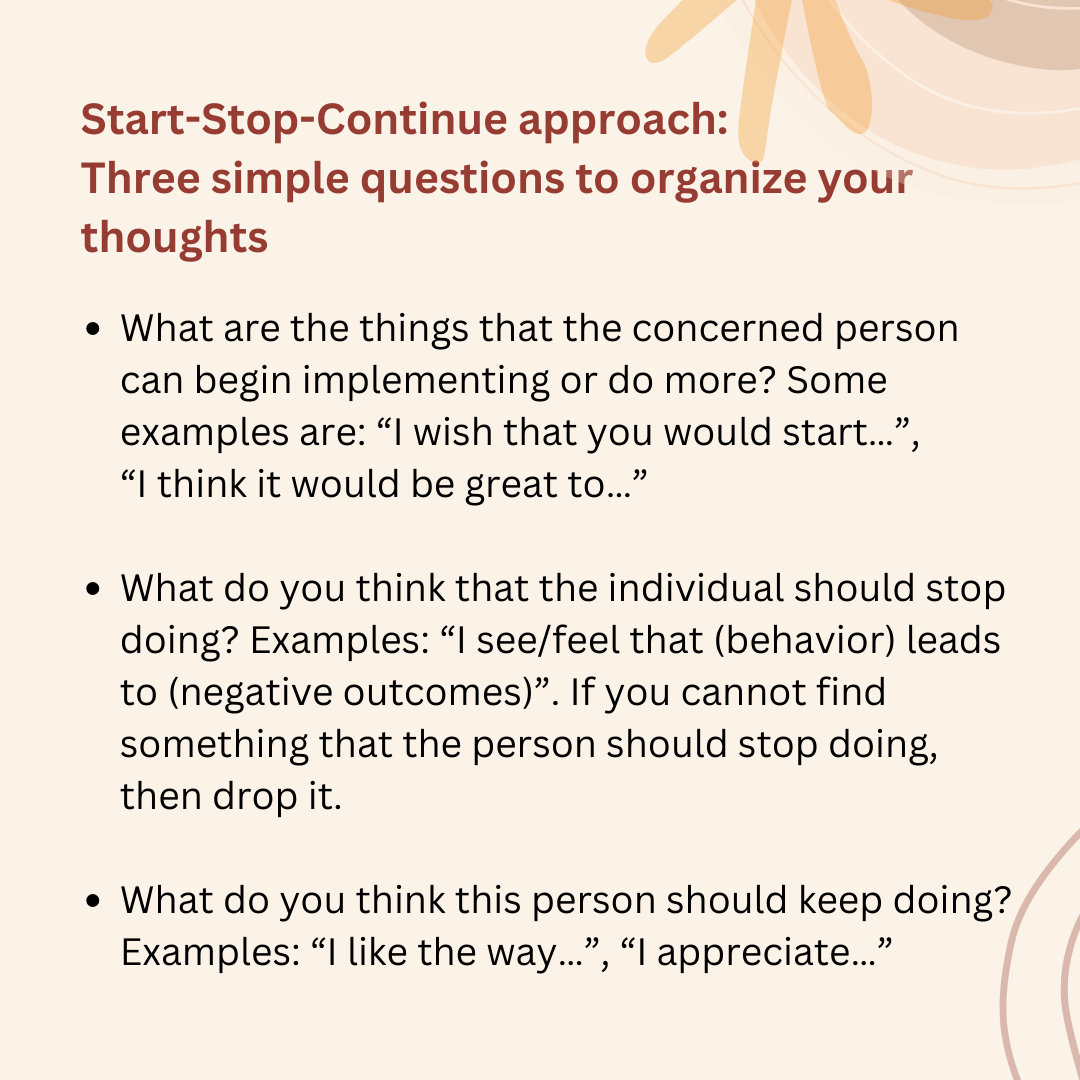 Start-Stop-Continue approach:
Three simple questions to organize your
thoughts
• What are the things that the concerned person
can begin implementing or do more? Some
examples are: “I wish that you would start...”,
“I think it would be great to...”
• What do you think that the individual should stop
doing? Examples: “I see/feel that (behavior) leads
to (negative outcomes)”. If you cannot find
something that the person should stop doing,
then drop it.
• What do you think this person should keep doing?
Examples: “I like the way...”, “I appreciate...”